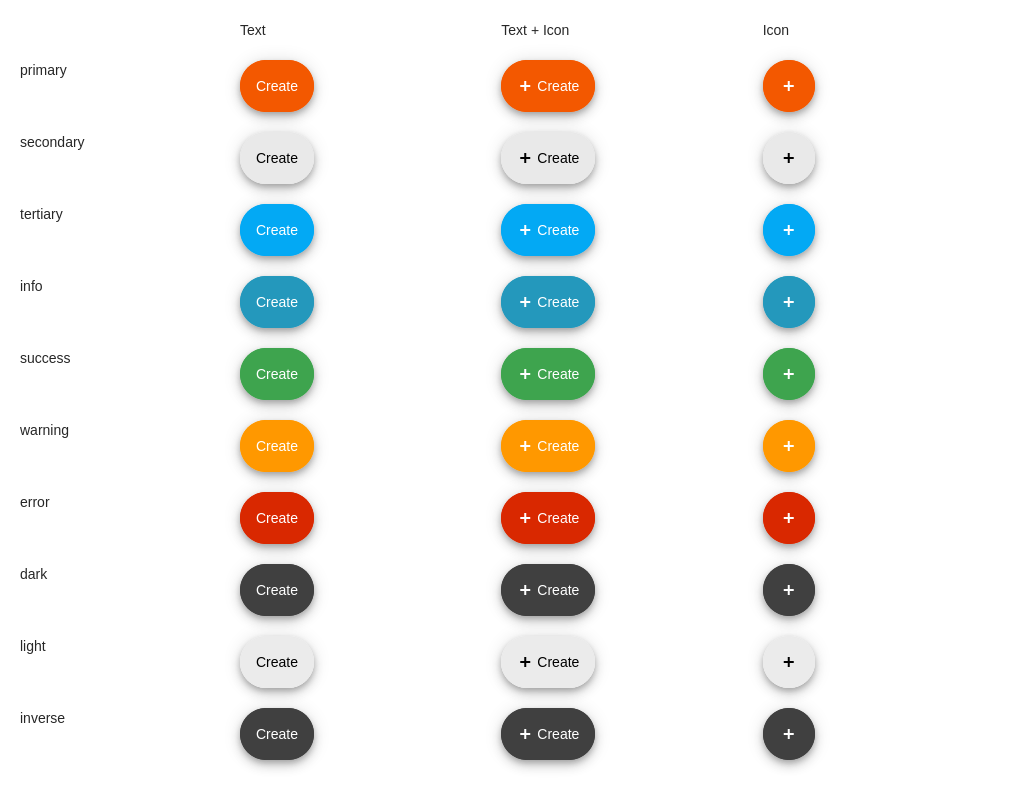 Text Text + Icon Icon
primary Create + Create +
secondary Create + Create +
tertiary Create + Create +
info Create + Create +
success Create + Create +
warning Create + Create +
error Create + Create +
dark Create + Create +
light Create + Create +
inverse Create + Create +